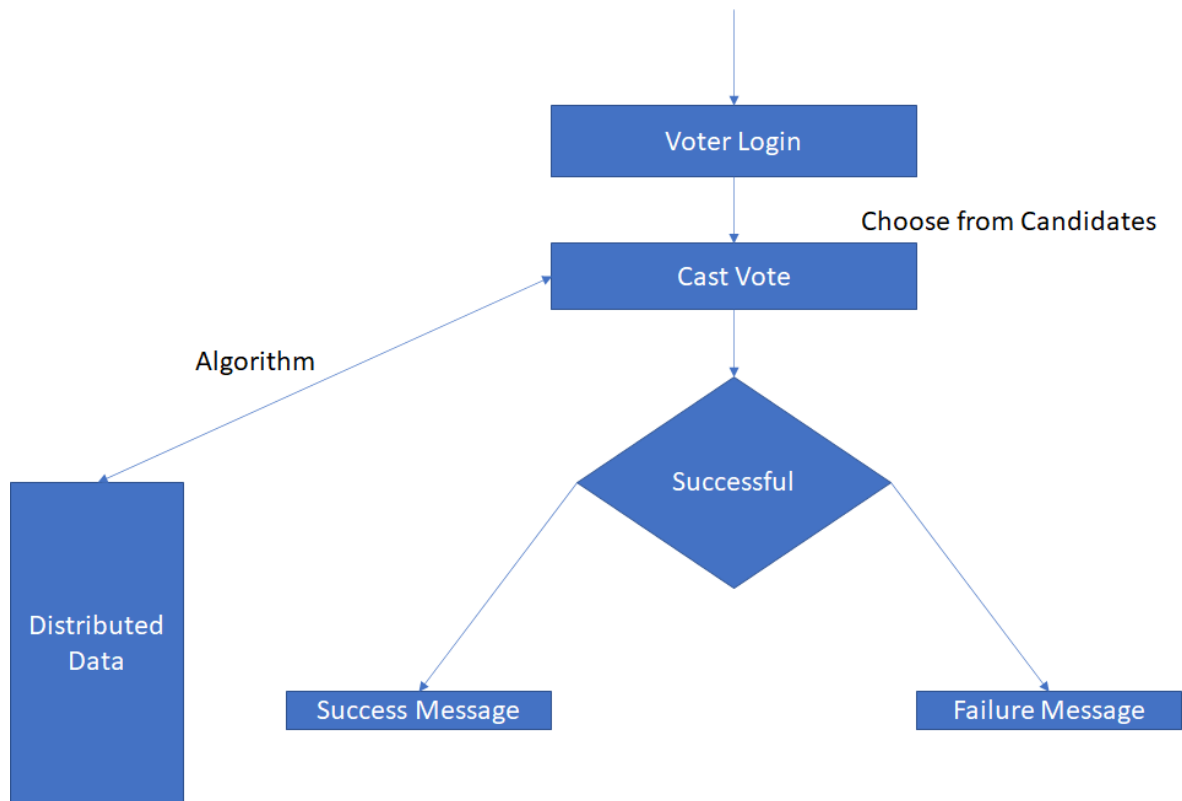 Voter Login
Choose from Candidates
Cast Vote
Algorithm
Successful
Distributed
Data
Success Message
Failure Message